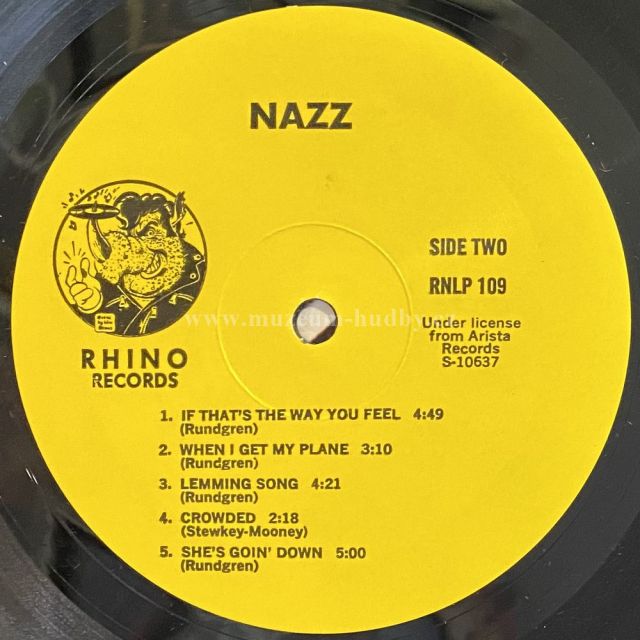 NAZZ
RHINO
RECORDS
SIDE TWO
RNLP 109
Under license
from Arista
Records
S-10637
www.muzeum-hudby.cz
1. IF THAT'S THE WAY YOU FEEL 4:49
(Rundgren)
2. WHEN I GET MY PLANE 3:10
(Rundgren)
3. LEMMING SONG 4:21
(Rundgren)
4. CROWDED 2:18
(Stewkey-Mooney)
5. SHE'S GOIN' DOWN 5:00
(Rundgren)